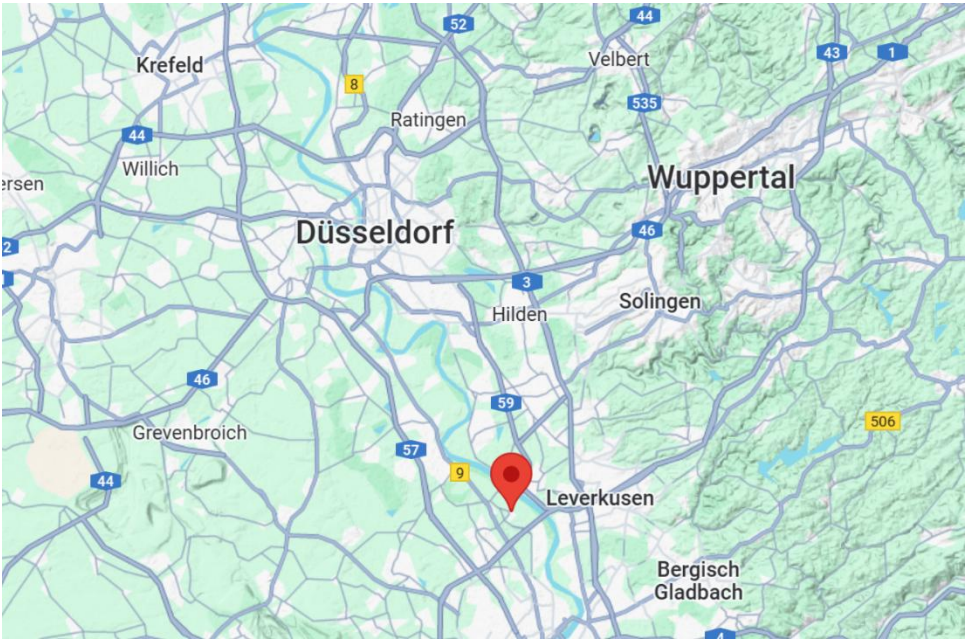 52
44
43
1
Krefeld
Velbert
8
535
Ratingen
44
Willich
ersen
Wuppertal
Düsseldorf
46
2
3
Solingen
Hilden
46
59
506
Grevenbroich
57
9
44
Leverkusen
Bergisch
Gladbach
4